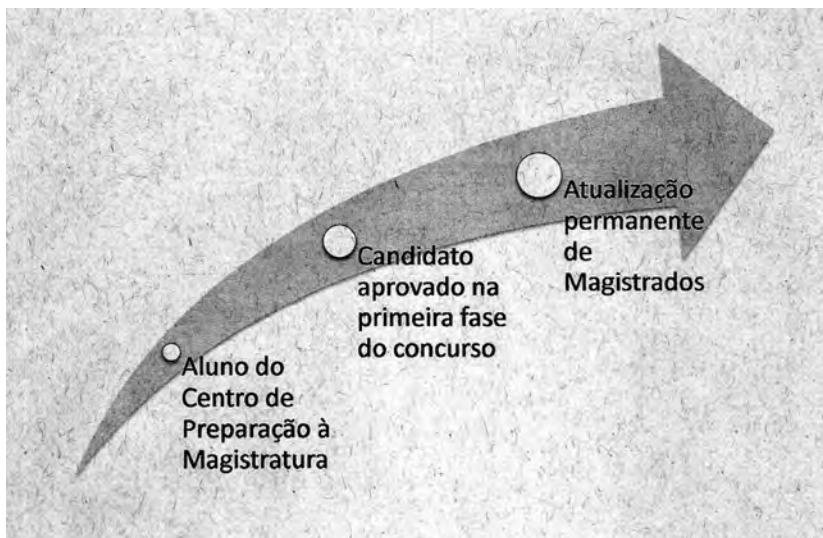 Aluno do
Centro de
Preparação à
Magistratura
Candidato
aprovado na
primeira fase
do concurso
Atualização
permanente
de
Magistrados